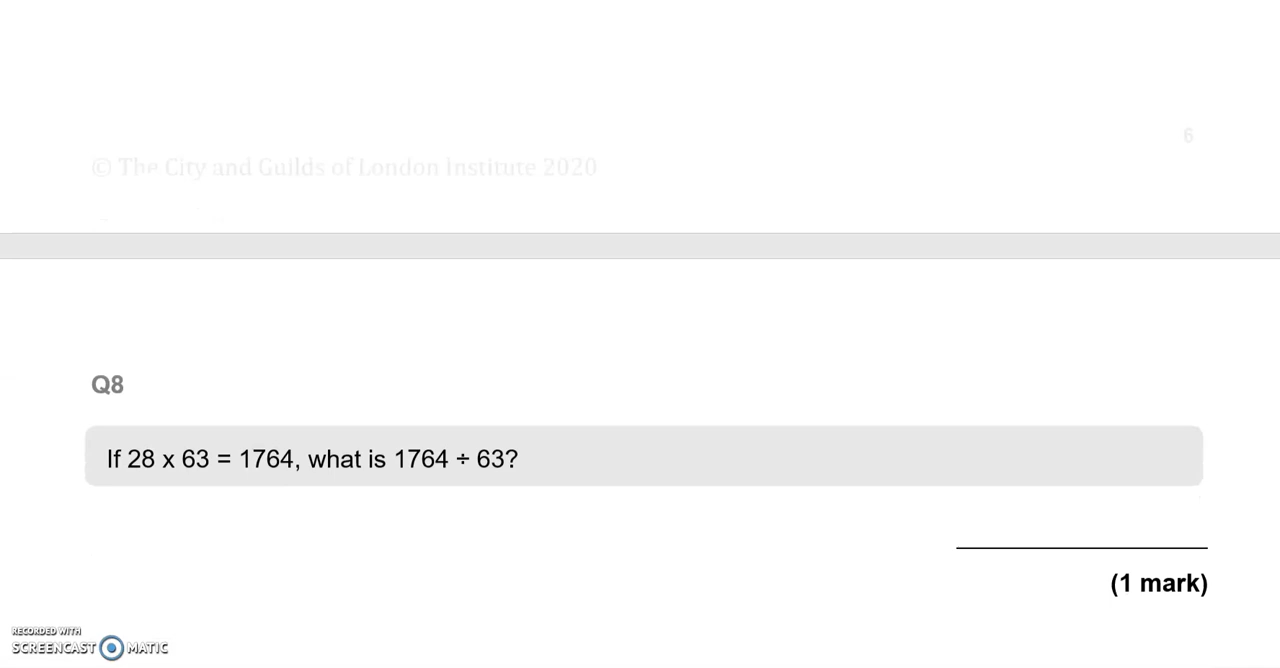 6
© The City and Guilds of London Institute 2020
Q8
If 28 x 63 = 1764, what is 1764 ÷ 63?
(1 mark)
RECORDED WITH
SCREENCAST MATIC